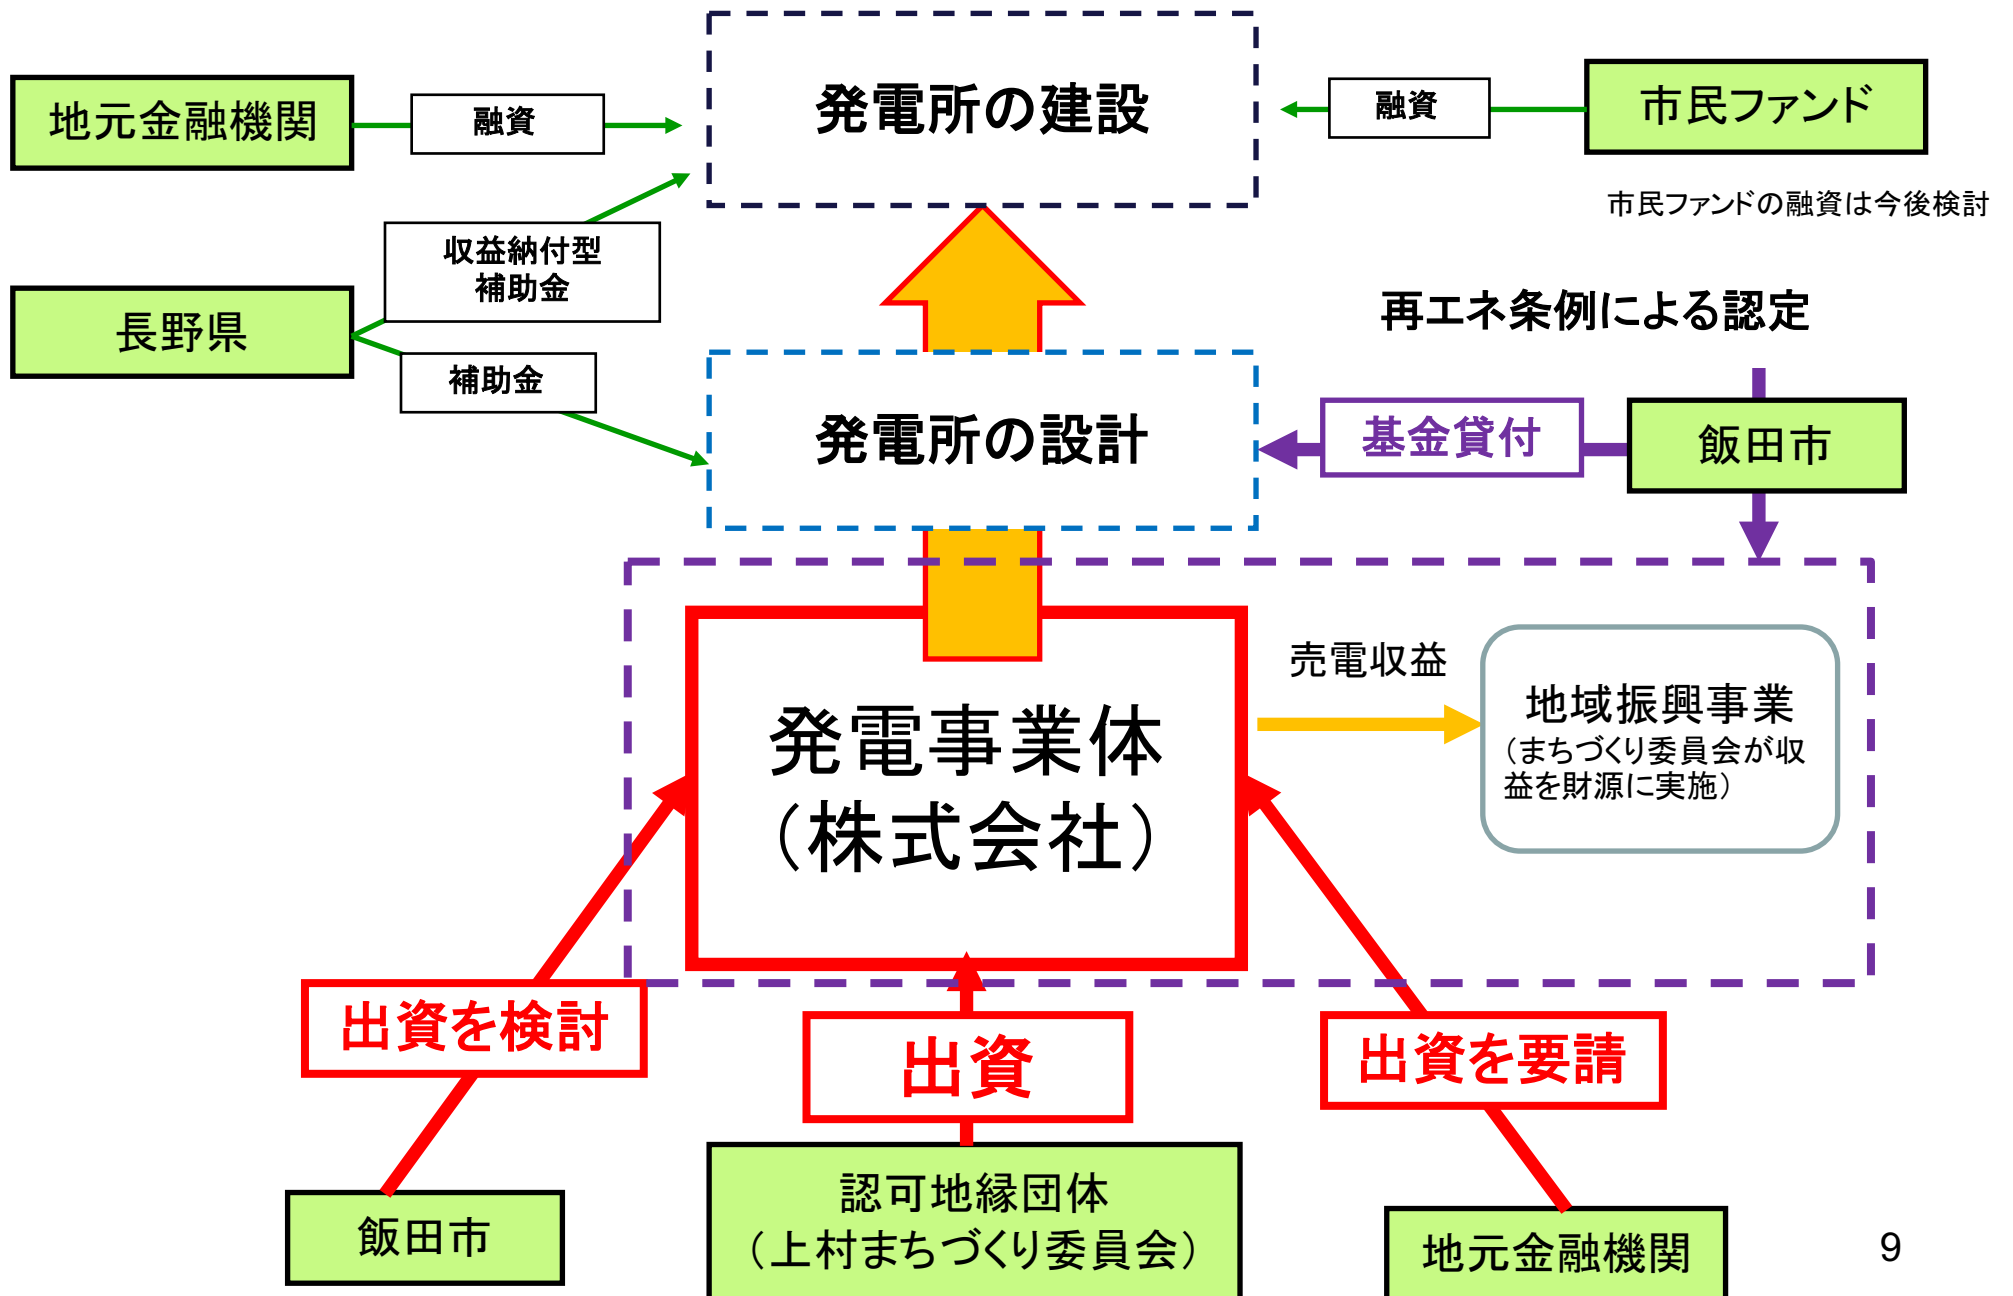 発電所の建設
地元金融機関
融資
融資
市民ファンド
市民ファンドの融資は今後検討
収益納付型
補助金
長野県
補助金
再エネ条例による認定
発電所の設計
基金貸付
飯田市
発電事業体
（株式会社）
売電収益
地域振興事業
（まちづくり委員会が収
益を財源に実施）
出資を検討
出資
出資を要請
飯田市
認可地縁団体
（上村まちづくり委員会）
地元金融機関
9